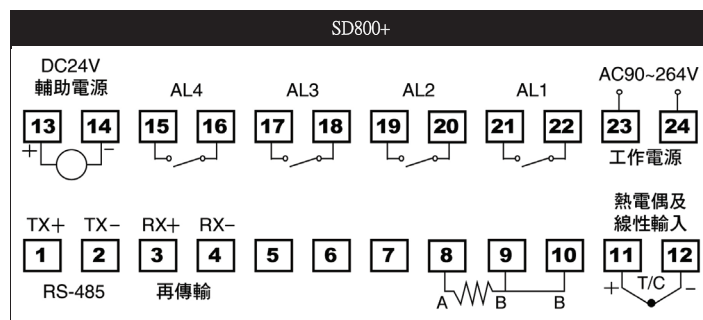 SD800+
DC24V
輔助電源
AL4
AL3
AL2
AL1
AC90~264V
13 14 15 16 17 18 19 20 21 22 23 24
+ −
工作電源
熱電偶及
線性輸入
TX+ TX− RX+ RX−
1 2 3 4 5 6 7 8 9 10 11 12
RS-485
再傳輸
A B B
+ T/C −